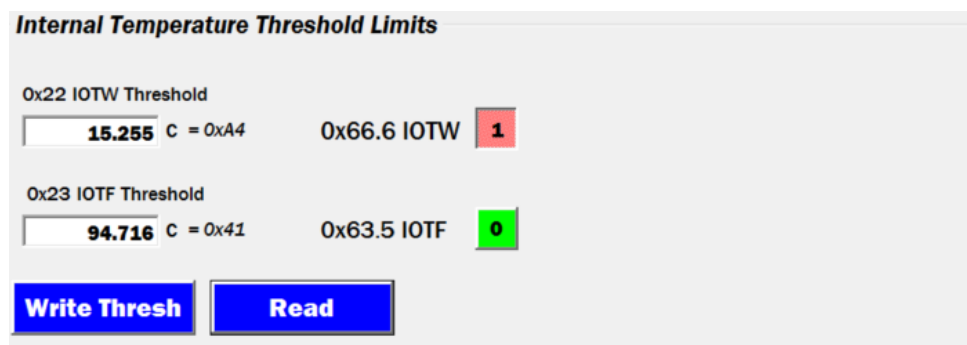 Internal Temperature Threshold Limits
0x22 IOTW Threshold
15.255 C = 0xA4 0x66.6 IOTW 1
0x23 IOTF Threshold
94.716 C = 0x41 0x63.5 IOTF 0
Write Thresh Read